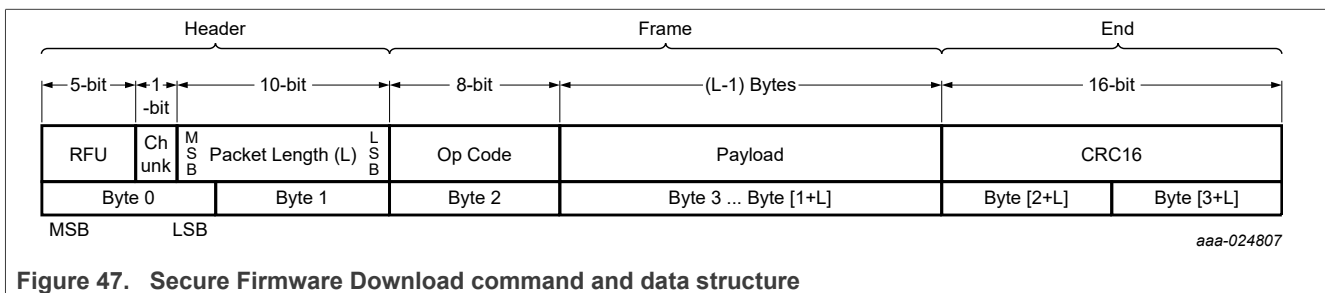 Header Frame End
5-bit 1 -bit 10-bit 8-bit (L-1) Bytes 16-bit
RFU Ch unk MSB Packet Length (L) LSB Op Code Payload CRC16
Byte 0 Byte 1 Byte 2 Byte 3 ... Byte [1+L] Byte [2+L] Byte [3+L]
MSB LSB
aaa-024807
Figure 47. Secure Firmware Download command and data structure